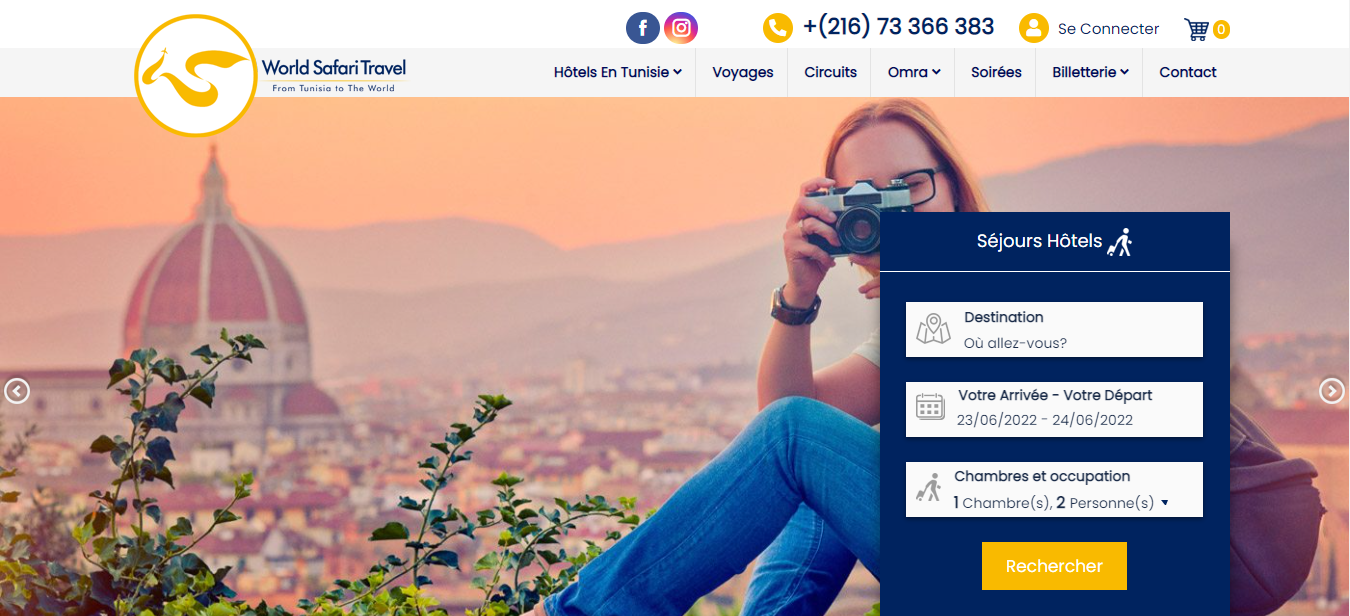 +(216) 73 366 383
Se Connecter
0
World Safari Travel
From Tunisia to The World
Hôtels En Tunisie
Voyages
Circuits
Omra
Soirées
Billetterie
Contact
Séjours Hôtels
Destination
Où allez-vous?
Votre Arrivée - Votre Départ
23/06/2022 - 24/06/2022
Chambres et occupation
1 Chambre(s), 2 Personne(s)
Rechercher